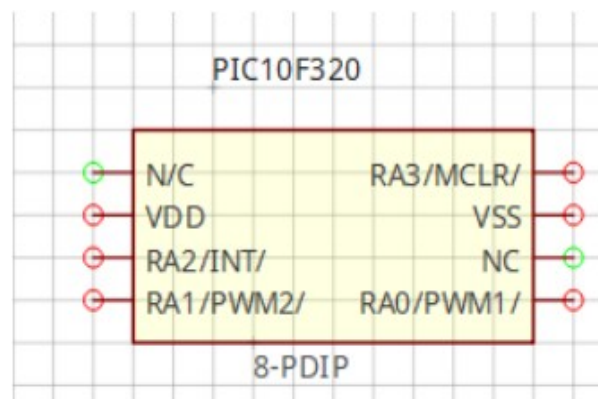 PIC10F320
N/C RA3/MCLR/
VDD VSS
RA2/INT/ NC
RA1/PWM2/ RA0/PWM1/
8-PDIP